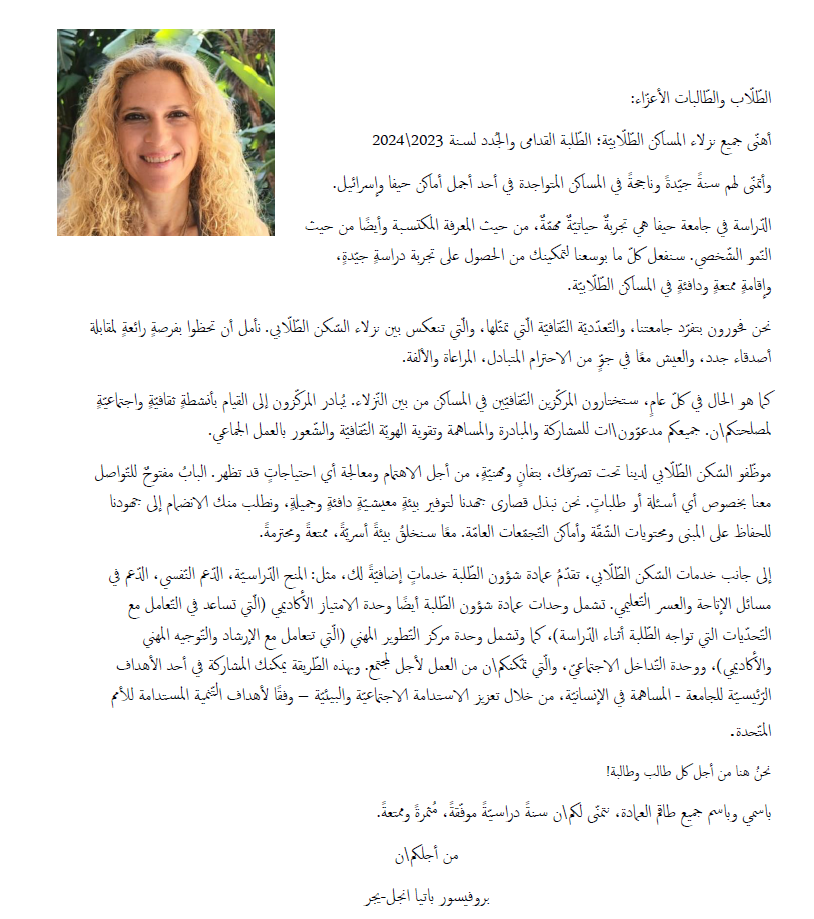 الطّلّاب والطّالبات الأعزّاء:
أهنّى جميع نزلاء المساكن الطّلّابيّة؛ الطّلبة القدامى والجُدد لسنة 2023\2024
وأتمنّى لهم سنةً جيّدةً وناجحةً في المساكن المتواجدة في أحد أجمل أماكن حيفا وإسرائيل.
الدّراسة في جامعة حيفا هي تجربةٌ حياتيّةٌ مهمّةٌ، من حيث المعرفة المكتسبة وأيضًا من حيث
النّمو الشّخصي. سنفعل كلّ ما بوسعنا لتمكينك من الحصول على تجربة دراسةٍ جيّدةٍ،
وإقامةٍ ممتعةٍ ودافئةٍ في المساكن الطّلّابيّة.
نحن فخورون بتفرّد جامعتنا، والتّعدّديّة الثّقافيّة الّتي تمثّلها، والّتي تنعكس بين نزلاء السّكن الطّلّابي. نأمل أن تحظوا بفرصةٍ رائعةٍ لمقابلة
أصدقاء جدد، والعيش معًا في جوٍّ من الاحترام المتبادل، المراعاة والألفة.
كما هو الحال في كلّ عامٍ، ستختارون المركّزين الثّقافيّين في المساكن من بين النّزلاء. يُبادر المركّزون إلى القيام بأنشطةٍ ثقافيّةٍ واجتماعيّةٍ
لمصلحتكم\ن. جميعكم مدعوّون\ات للمشاركة والمبادرة والمساهمة وتقوية الهويّة الثّقافيّة والشّعور بالعمل الجماعي.
موظّفو السّكن الطّلّابي لدينا تحت تصرّفك، بتفانٍ ومهنيّةٍ، من أجل الاهتمام ومعالجة أي احتياجاتٍ قد تظهر. البابُ مفتوحٌ للتّواصل
معنا بخصوص أي أسئلة أو طلباتٍ. نحن نبذل قصارى جهدنا لتوفير بيئةٍ معيشيّةٍ دافئةٍ وجميلةٍ، ونطلب منك الانضمام إلى جهودنا
للحفاظ على المبنى ومحتويات الشّقّة وأماكن التّجمّعات العامّة. معًا سنخلقُ بيئةً أسريّةً، ممتعةً ومحترمةً.
إلى جانب خدمات السّكن الطّلّابي، تقدّمُ عمادة شؤون الطّلبة خدماتٍ إضافيّةً لك، مثل: المنح الدّراسيّة، الدّعم النّفسي، الدّعم في
مسائل الإتاحة والعسر التّعليمي. تشمل وحدات عمادة شؤون الطّلبة أيضًا وحدة الامتياز الأكاديمي (الّتي تساعد في التّعامل مع
التّحدّيات التي تواجه الطّلبة أثناء الدّراسة)، كما وتشمل وحدة مركز التّطوير المهني (الّتي تتعامل مع الإرشاد والتّوجيه المهني
والأكاديمي)، ووحدة التّداخل الاجتماعيّ، والّتي تمكّنكم\ن من العمل لأجل المجتمع. وبهذه الطّريقة يمكنك المشاركة في أحد الأهداف
الرّئيسيّة للجامعة - المساهمة في الإنسانيّة، من خلال تعزيز الاستدامة الاجتماعيّة والبيئيّة – وفقًا لأهداف التّنمية المستدامة للأمم
المتّحدة.
نحنُ هنا من أجل كل طالب وطالبة!
باسمي وباسم جميع طاقم العمادة، نتمنّى لكم\ن سنةً دراسيّةً موفّقةً، مُثمرةً وممتعةً.
من أجلكم\ن
بروفيسور باتيا انجل-يجر